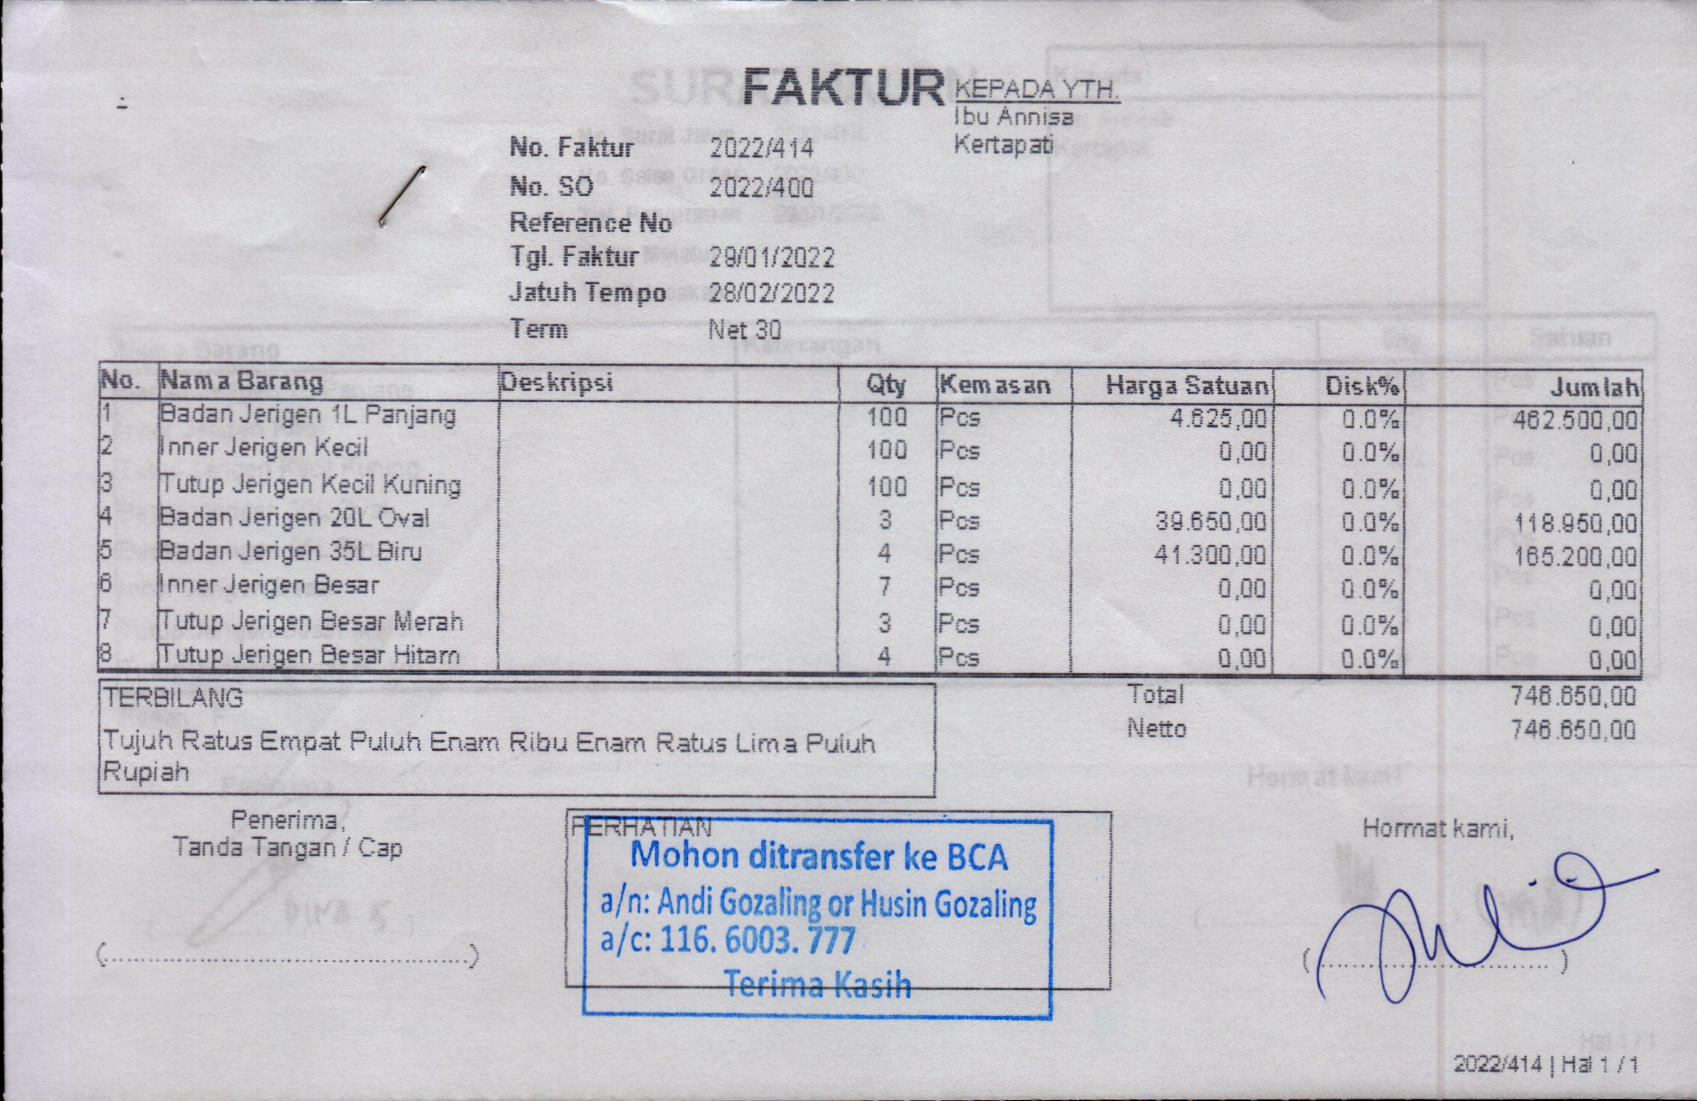 FAKTUR
KEPADA YTH.
Ibu Annisa
Kertapati
No. Faktur 2022/414
No. SO 2022/400
Reference No
Tgl. Faktur 29/01/2022
Jatuh Tempo 28/02/2022
Term Net 30
No. Nama Barang Deskripsi Qty Kemasan Harga Satuan Disk% Jumlah
1 Badan Jerigen 1L Panjang 100 Pcs 4.625,00 0.0% 462.500,00
2 Inner Jerigen Kecil 100 Pcs 0,00 0.0% 0,00
3 Tutup Jerigen Kecil Kuning 100 Pcs 0,00 0.0% 0,00
4 Badan Jerigen 20L Oval 3 Pcs 39.650,00 0.0% 118.950,00
5 Badan Jerigen 35L Biru 4 Pcs 41.300,00 0.0% 165.200,00
6 Inner Jerigen Besar 7 Pcs 0,00 0.0% 0,00
7 Tutup Jerigen Besar Merah 3 Pcs 0,00 0.0% 0,00
8 Tutup Jerigen Besar Hitam 4 Pcs 0,00 0.0% 0,00
Total 746.650,00
Netto 746.650,00
TERBILANG
Tujuh Ratus Empat Puluh Enam Ribu Enam Ratus Lima Puluh
Rupiah
Penerima,
Tanda Tangan / Cap
(..................................................)
PERHATIAN
Mohon ditransfer ke BCA
a/n: Andi Gozaling or Husin Gozaling
a/c: 116. 6003. 777
Terima Kasih
Hormat kami,
(................................)
2022/414 | Hal 1 / 1